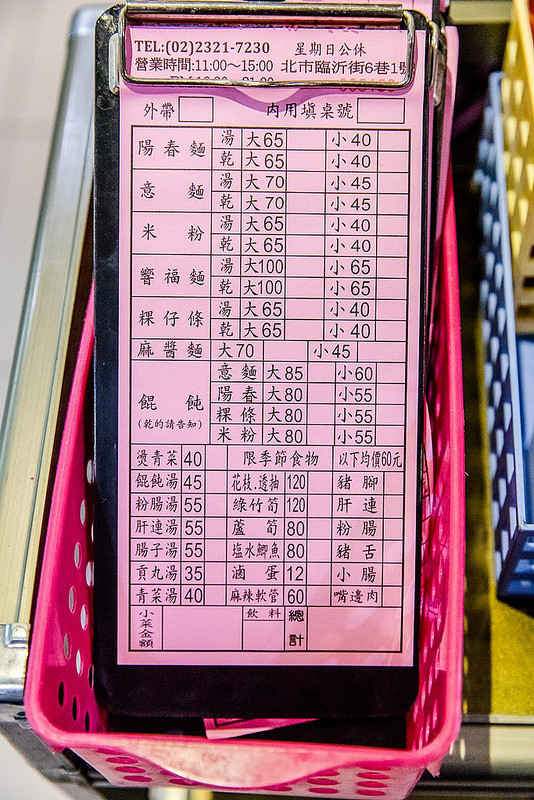 TEL:(02)2321-7230 星期日公休
營業時間:11:00～15:00 北市臨沂街6巷1號
外帶 內用填桌號
陽春麵 湯 大65 小40
乾 大65 小40
意麵 湯 大70 小45
乾 大70 小45
米粉 湯 大65 小40
乾 大65 小40
響福麵 湯 大100 小65
乾 大100 小65
粿仔條 湯 大65 小40
乾 大65 小40
麻醬麵 大70 小45
餛飩 (乾的請告知) 意麵 大85 小60
陽春 大80 小55
粿條 大80 小55
米粉 大80 小55
燙青菜 40 限季節食物 以下均價60元
餛飩湯 45 花枝.透抽 120 豬腳
粉腸湯 55 綠竹筍 120 肝連
肝連湯 55 蘆筍 80 粉腸
腸子湯 55 塩水鯽魚 80 豬舌
貢丸湯 35 滷蛋 12 小腸
青菜湯 40 麻辣軟管 60 嘴邊肉
小菜金額 飲料 總計